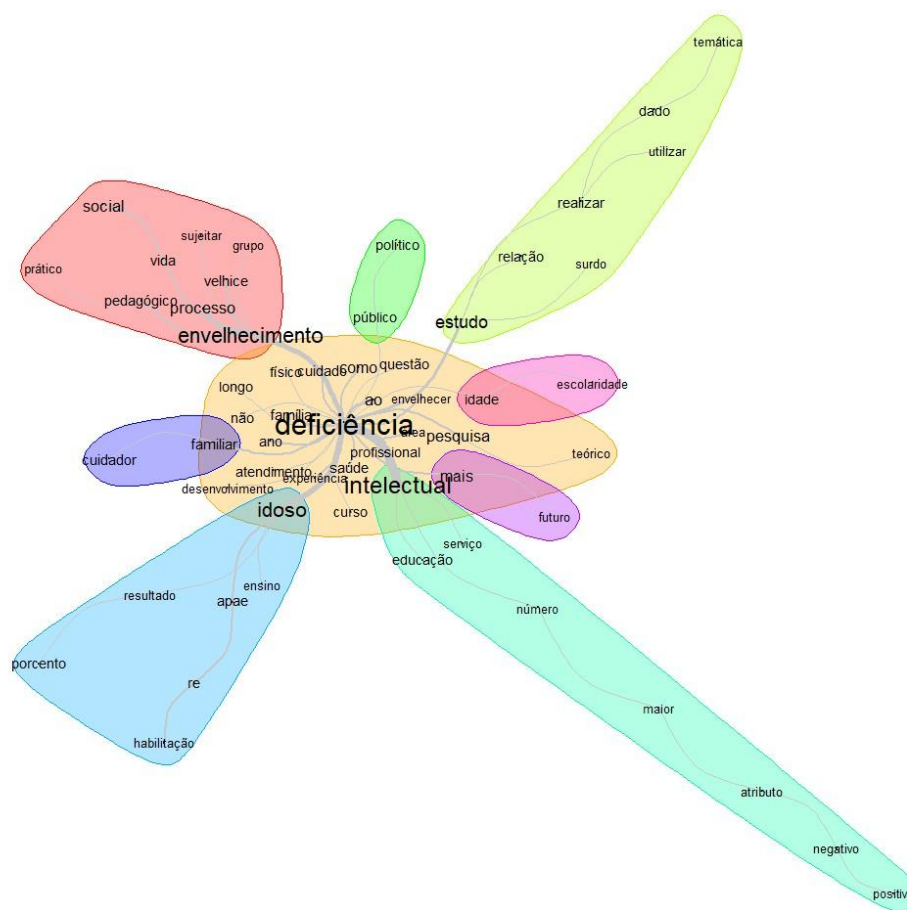 temática
dado
utilizar
social
realizar
sujeitar
grupo
político
relação
vida
surdo
prático
velhice
pedagógico
processo
público
estudo
envelhecimento
como
questão
físico
cuidado
longo
escolaridade
ao
envelhecer
idade
não
família
deficiência
área
pesquisa
ano
familiar
profissional
teórico
cuidador
saúde
atendimento
experiência
mais
desenvolvimento
intelectual
idoso
curso
futuro
serviço
educação
ensino
resultado
apae
número
porcento
re
maior
habilitação
atributo
negativo
positiv